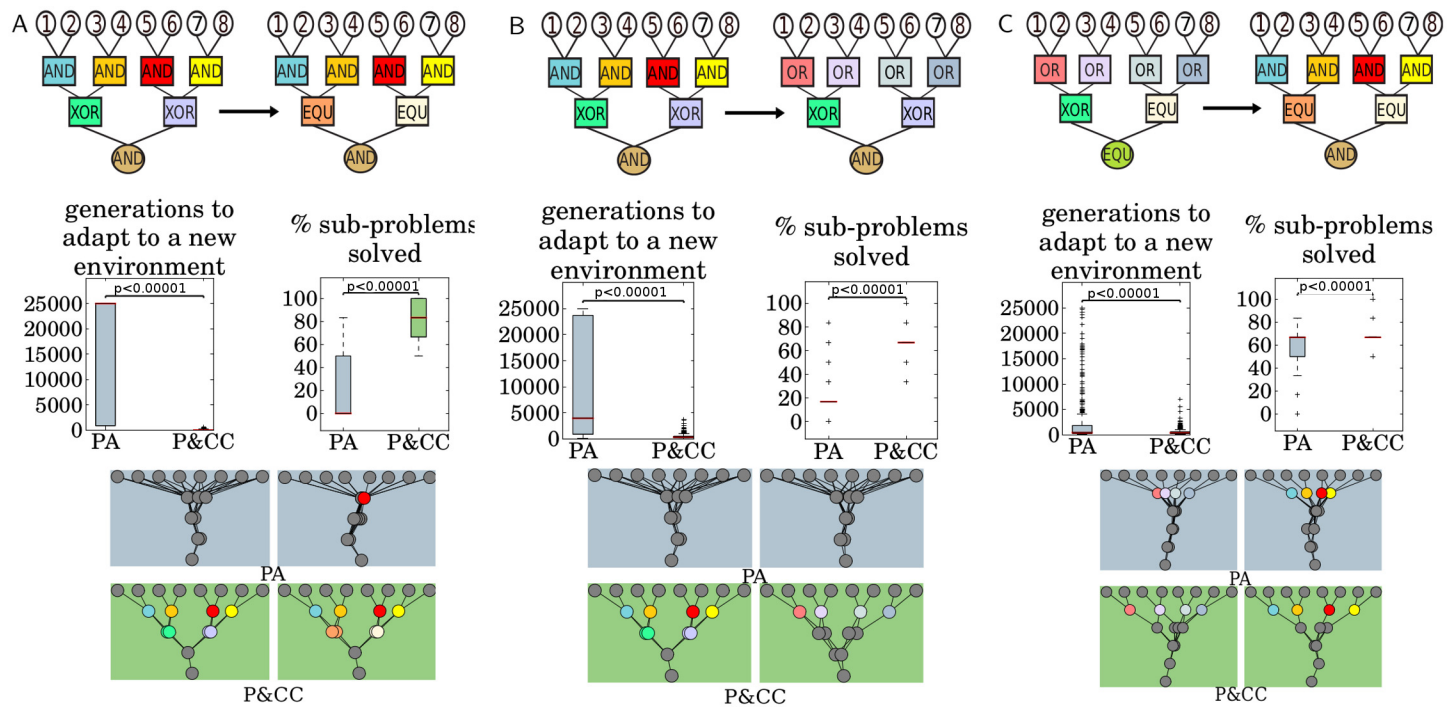 A
1 2 3 4 5 6 7 8
1 2 3 4 5 6 7 8
AND AND AND AND
AND AND AND AND
XOR XOR
EQU EQU
AND
AND
generations to
adapt to a new
environment
% sub-problems
solved
p<0.00001
25000
20000
15000
10000
5000
0
PA P&CC
p<0.00001
100
80
60
40
20
0
PA P&CC
PA
P&CC
B
1 2 3 4 5 6 7 8
1 2 3 4 5 6 7 8
AND AND AND AND
OR OR OR OR
XOR XOR
XOR XOR
AND
AND
generations to
adapt to a new
environment
% sub-problems
solved
p<0.00001
25000
20000
15000
10000
5000
0
PA P&CC
p<0.00001
100
80
60
40
20
0
PA P&CC
PA
P&CC
C
1 2 3 4 5 6 7 8
1 2 3 4 5 6 7 8
OR OR OR OR
AND AND AND AND
XOR EQU
EQU EQU
EQU
AND
generations to
adapt to a new
environment
% sub-problems
solved
p<0.00001
25000
20000
15000
10000
5000
0
PA P&CC
p<0.00001
100
80
60
40
20
0
PA P&CC
PA
P&CC